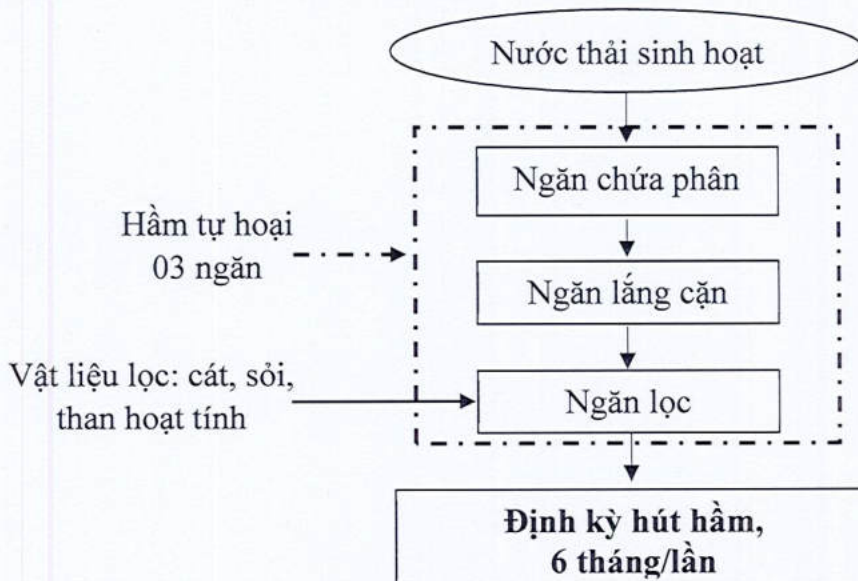 Nước thải sinh hoạt
Ngăn chứa phân
Hầm tự hoại
03 ngăn
Ngăn lắng cặn
Vật liệu lọc: cát, sỏi,
than hoạt tính
Ngăn lọc
Định kỳ hút hầm,
6 tháng/lần